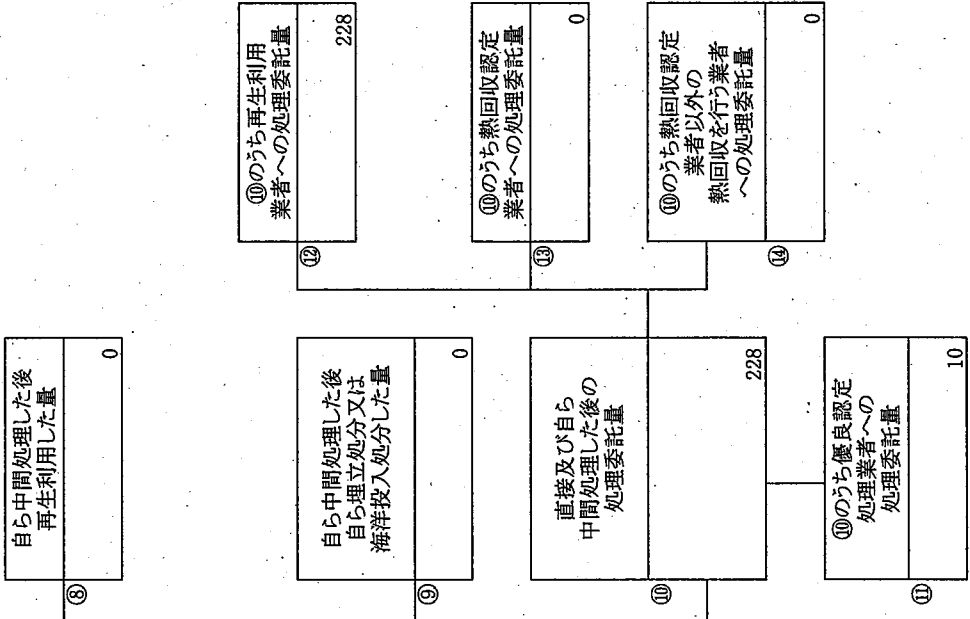 ⑧
自ら中間処理した後
再生利用した量
0
⑨
自ら中間処理した後
自ら埋立処分又は
海洋投入処分した量
0
⑩
直接及び自ら
中間処理した後の
処理委託量
228
⑪
⑩のうち優良認定
処理業者への
処理委託量
10
⑫
⑩のうち再生利用
業者への処理委託量
228
⑬
⑩のうち熱回収認定
業者への処理委託量
0
⑭
⑩のうち熱回収認定
業者以外の
熱回収を行う業者
への処理委託量
0